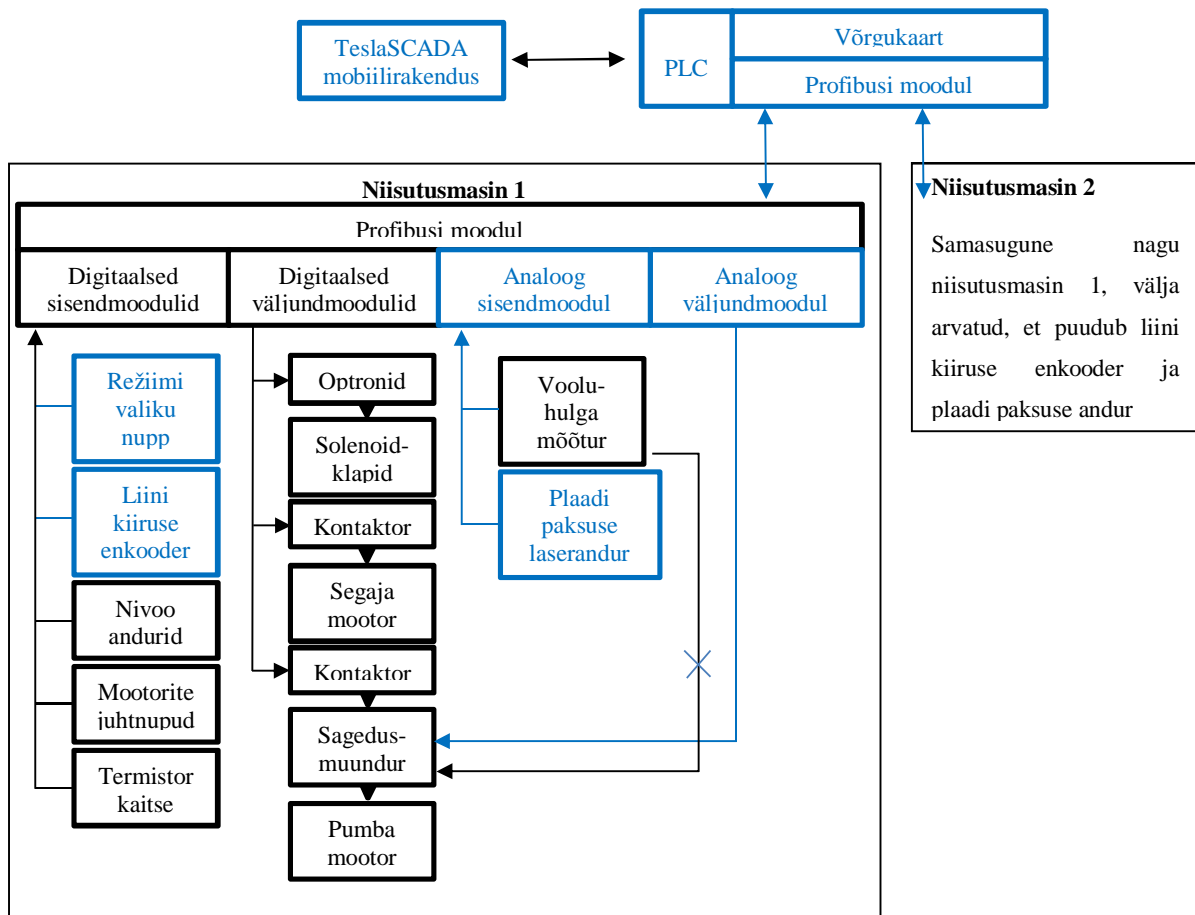 TeslaSCADA
mobiilirakendus
PLC
Võrgukaart
Profibusi moodul
Niisutusmasin 1
Profibusi moodul
Digitaalsed
sisendmoodulid
Digitaalsed
väljundmoodulid
Analoog
sisendmoodul
Analoog
väljundmoodul
Režiimi
valiku
nupp
Liini
kiiruse
enkooder
Nivoo
andurid
Mootorite
juhtnupud
Termistor
kaitse
Optronid
Solenoid-
klapid
Kontaktor
Segaja
mootor
Kontaktor
Sagedus-
muundur
Pumba
mootor
Voolu-
hulga
mõõtur
Plaadi
paksuse
laserandur
Niisutusmasin 2
Samasugune nagu
niisutusmasin 1, välja
arvatud, et puudub liini
kiiruse enkooder ja
plaadi paksuse andur